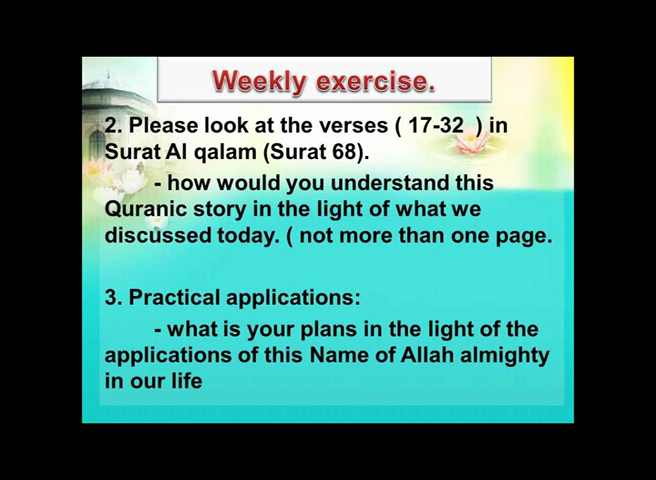 Weekly exercise.
2. Please look at the verses ( 17-32  ) in
Surat Al qalam (Surat 68).
- how would you understand this
Quranic story in the light of what we
discussed today. ( not more than one page.
3. Practical applications:
- what is your plans in the light of the
applications of this Name of Allah almighty
in our life